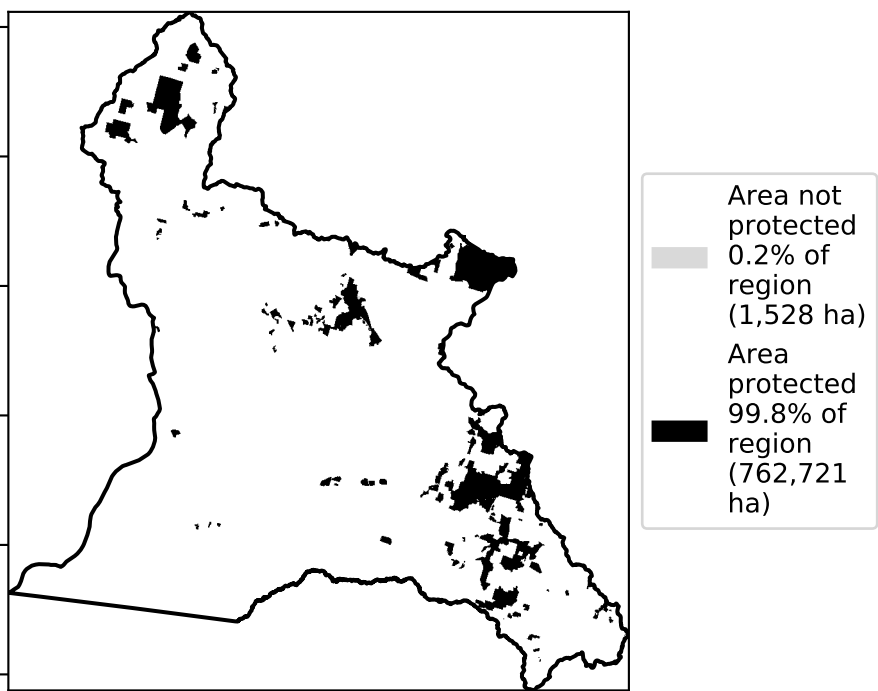 Area not
protected
0.2% of
region
(1,528 ha)
Area
protected
99.8% of
region
(762,721
ha)